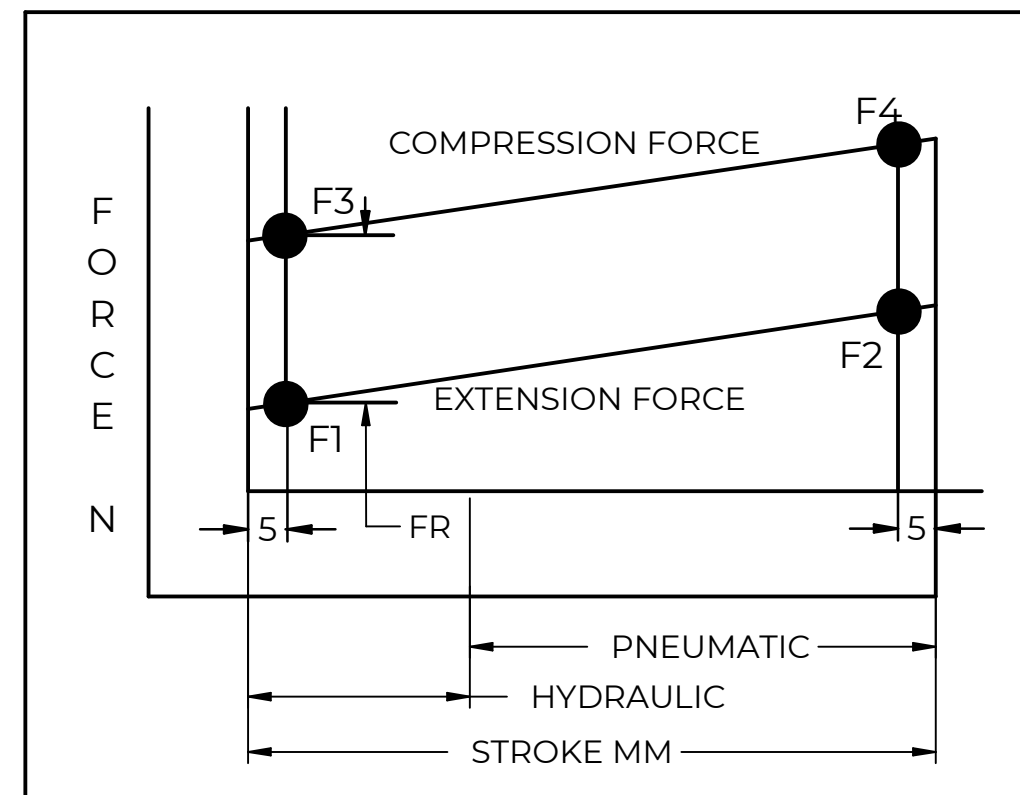 F4
COMPRESSION FORCE
F3
F
O
R
C
E
N
F2
EXTENSION FORCE
F1
5
FR
5
PNEUMATIC
HYDRAULIC
STROKE MM